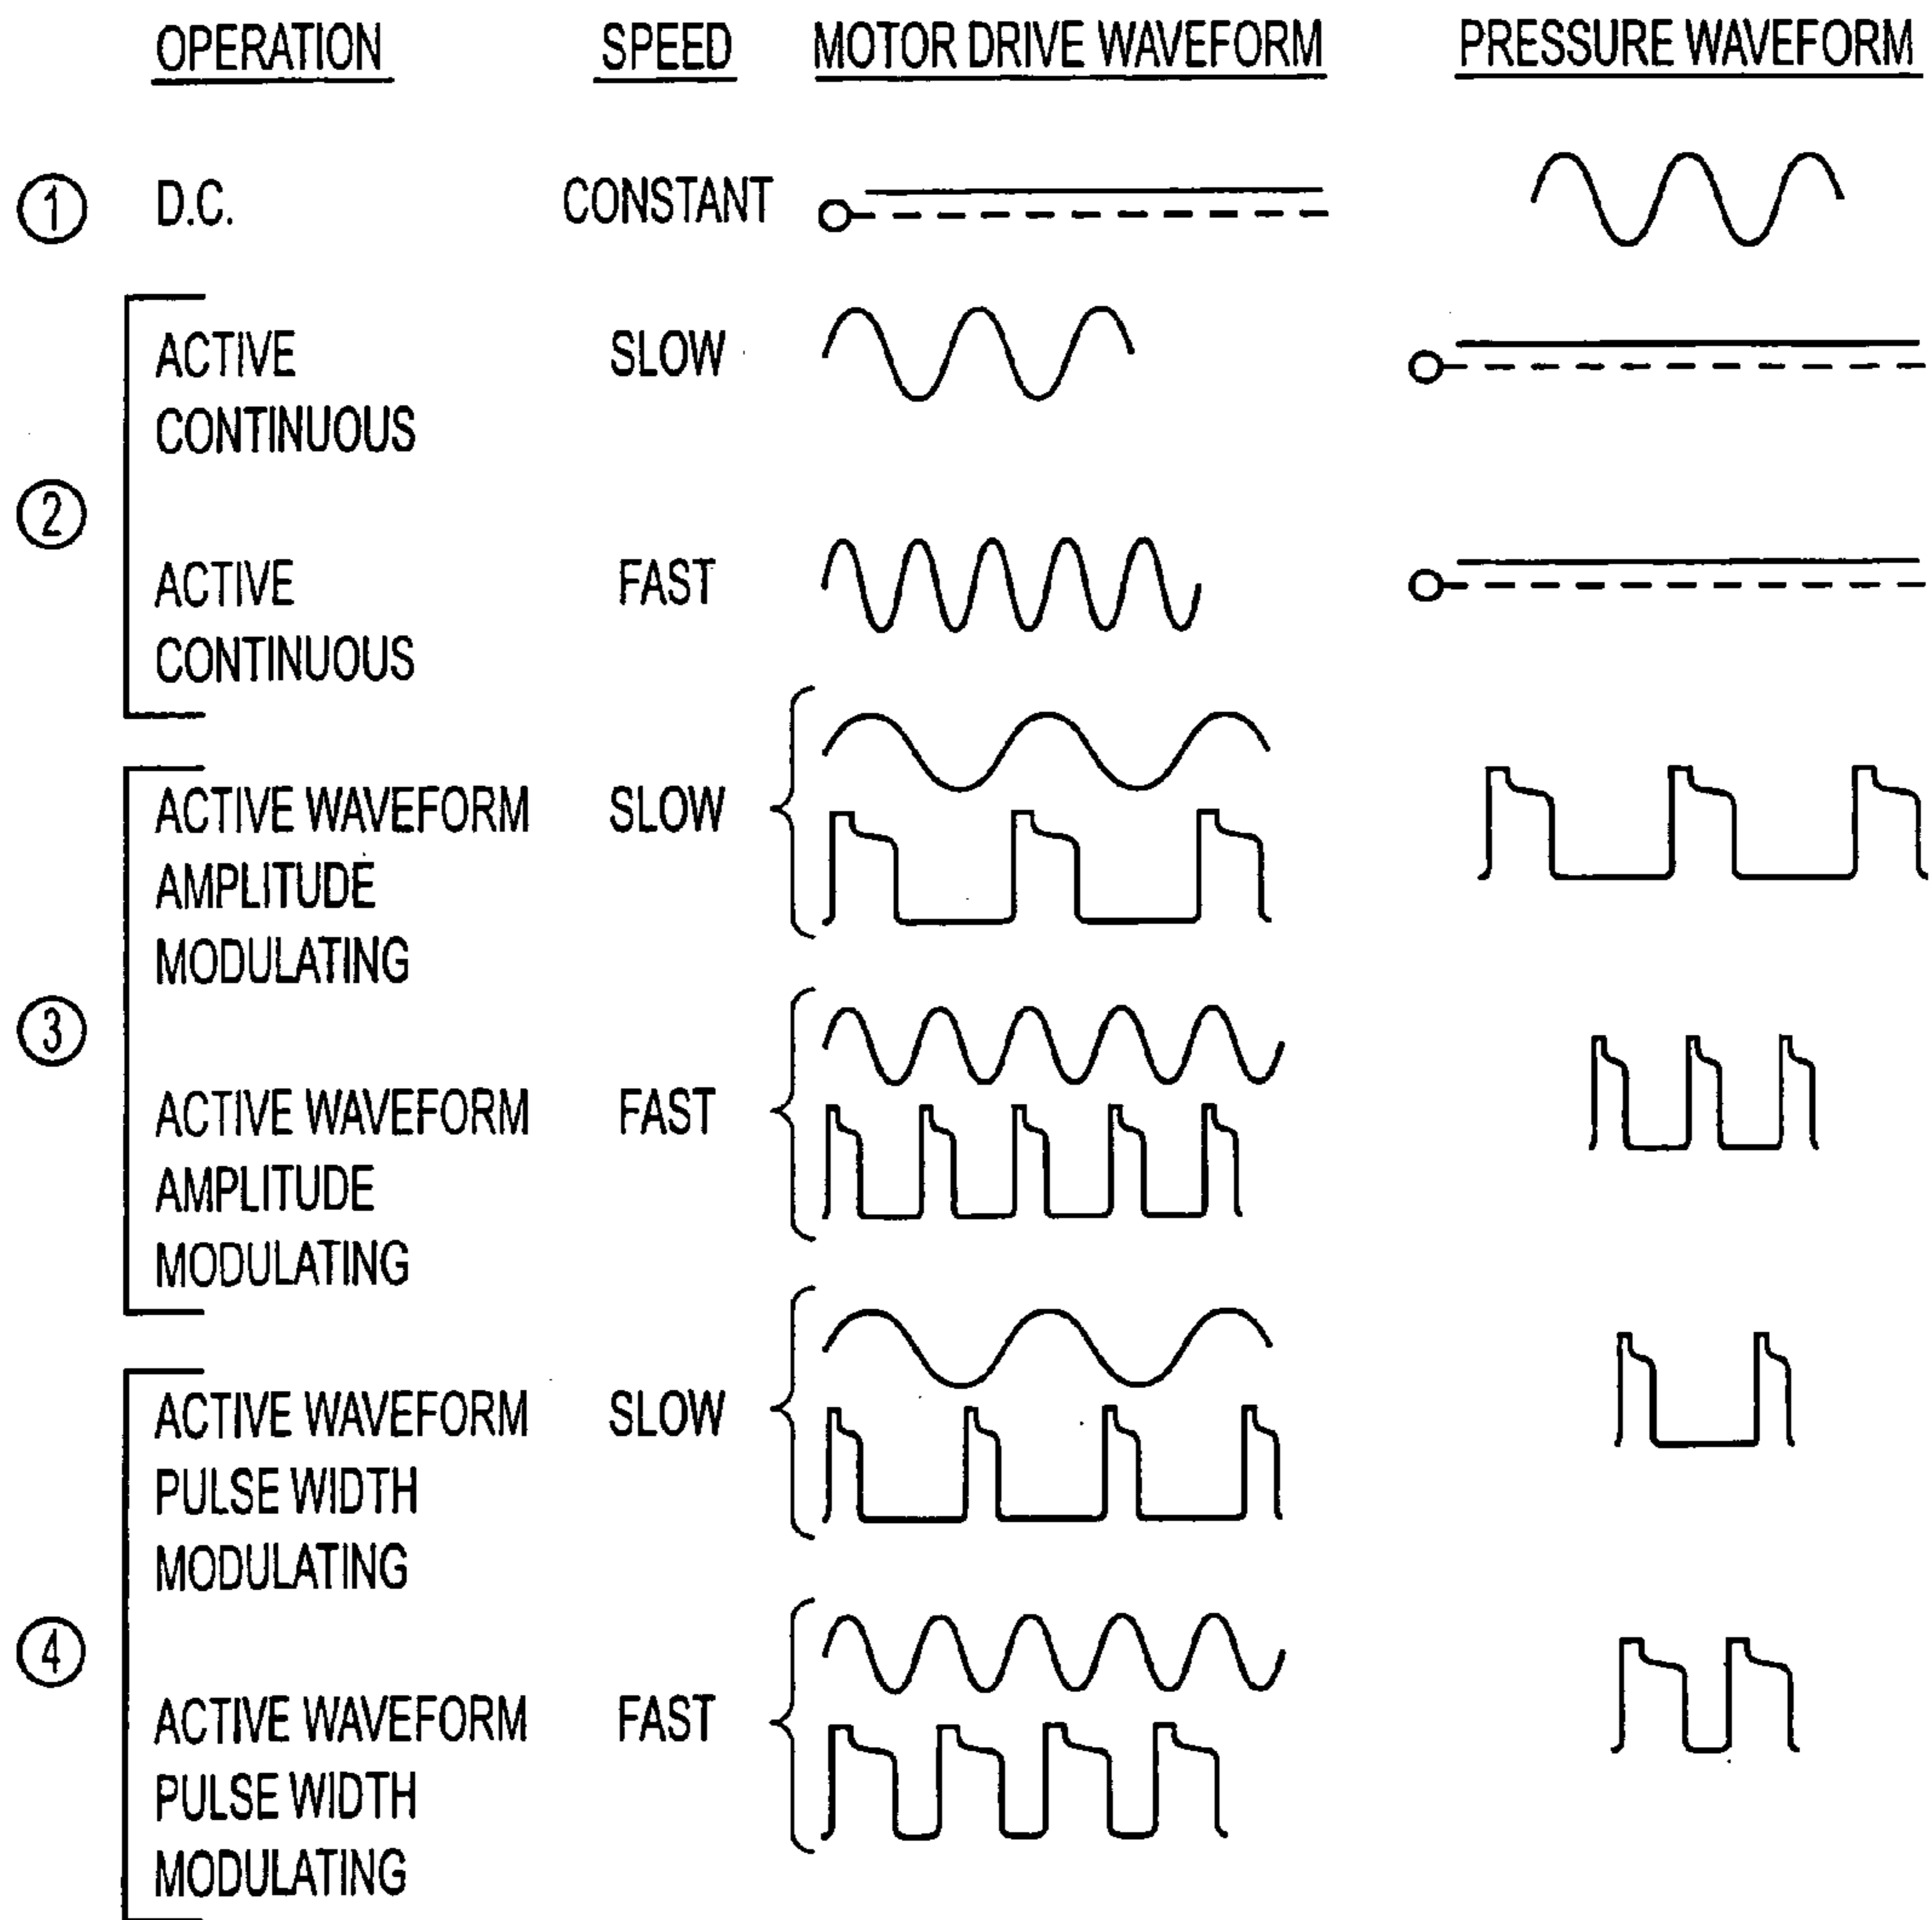 OPERATION SPEED MOTOR DRIVE WAVEFORM PRESSURE WAVEFORM
1 D.C. CONSTANT
2
ACTIVE SLOW
CONTINUOUS
ACTIVE FAST
CONTINUOUS
3
ACTIVE WAVEFORM SLOW
AMPLITUDE
MODULATING
ACTIVE WAVEFORM FAST
AMPLITUDE
MODULATING
4
ACTIVE WAVEFORM SLOW
PULSE WIDTH
MODULATING
ACTIVE WAVEFORM FAST
PULSE WIDTH
MODULATING